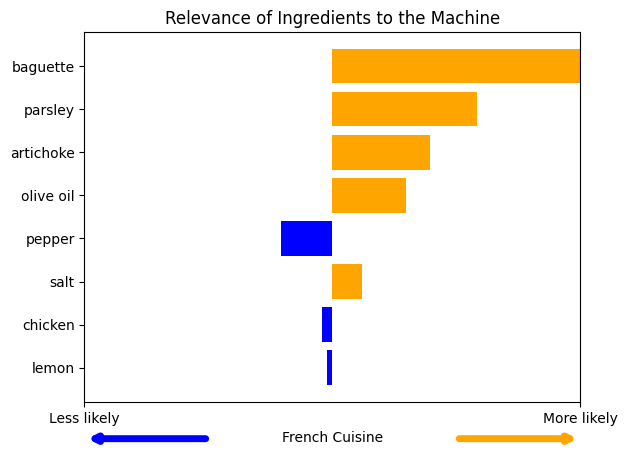 Relevance of Ingredients to the Machine
baguette
parsley
artichoke
olive oil
pepper
salt
chicken
lemon
Less likely
More likely
French Cuisine